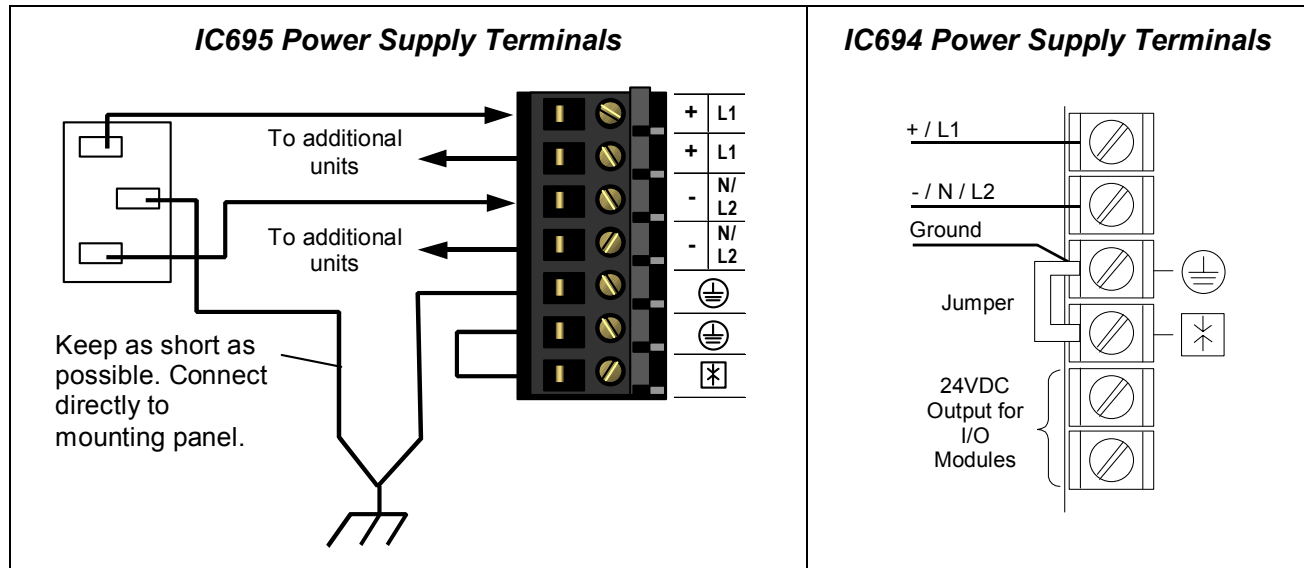 IC695 Power Supply Terminals
To additional
units
To additional
units
Keep as short as
possible. Connect
directly to
mounting panel.
+ L1
+ L1
- N/
L2
- N/
L2
IC694 Power Supply Terminals
+ / L1
- / N / L2
Ground
Jumper
24VDC
Output for
I/O
Modules